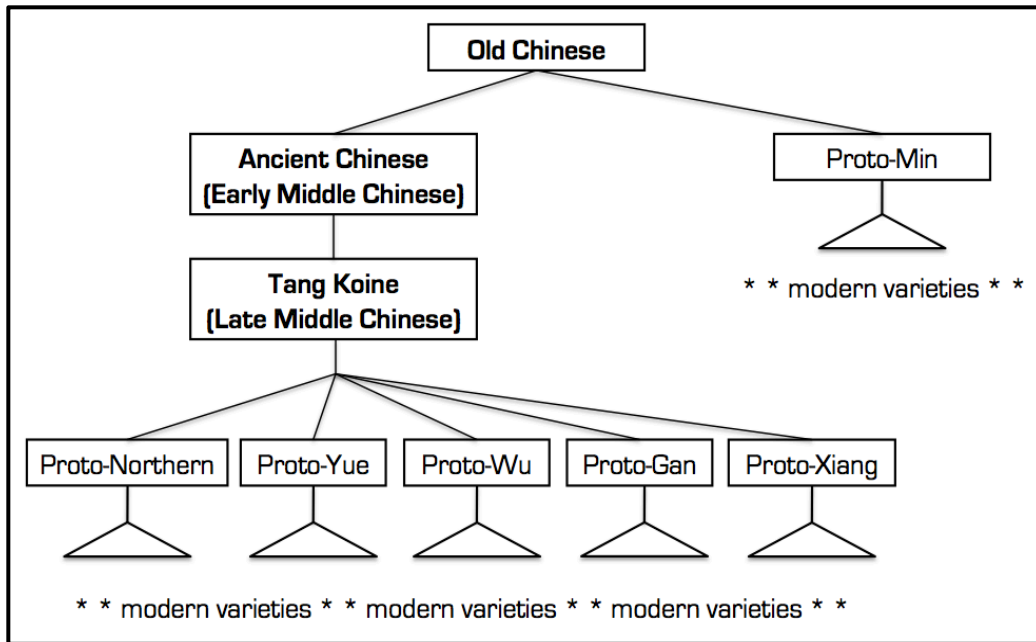 Old Chinese
Ancient Chinese
(Early Middle Chinese)
Proto-Min
Tang Koine
(Late Middle Chinese)
* * modern varieties * *
Proto-Northern
Proto-Yue
Proto-Wu
Proto-Gan
Proto-Xiang
* * modern varieties * * modern varieties * * modern varieties * *